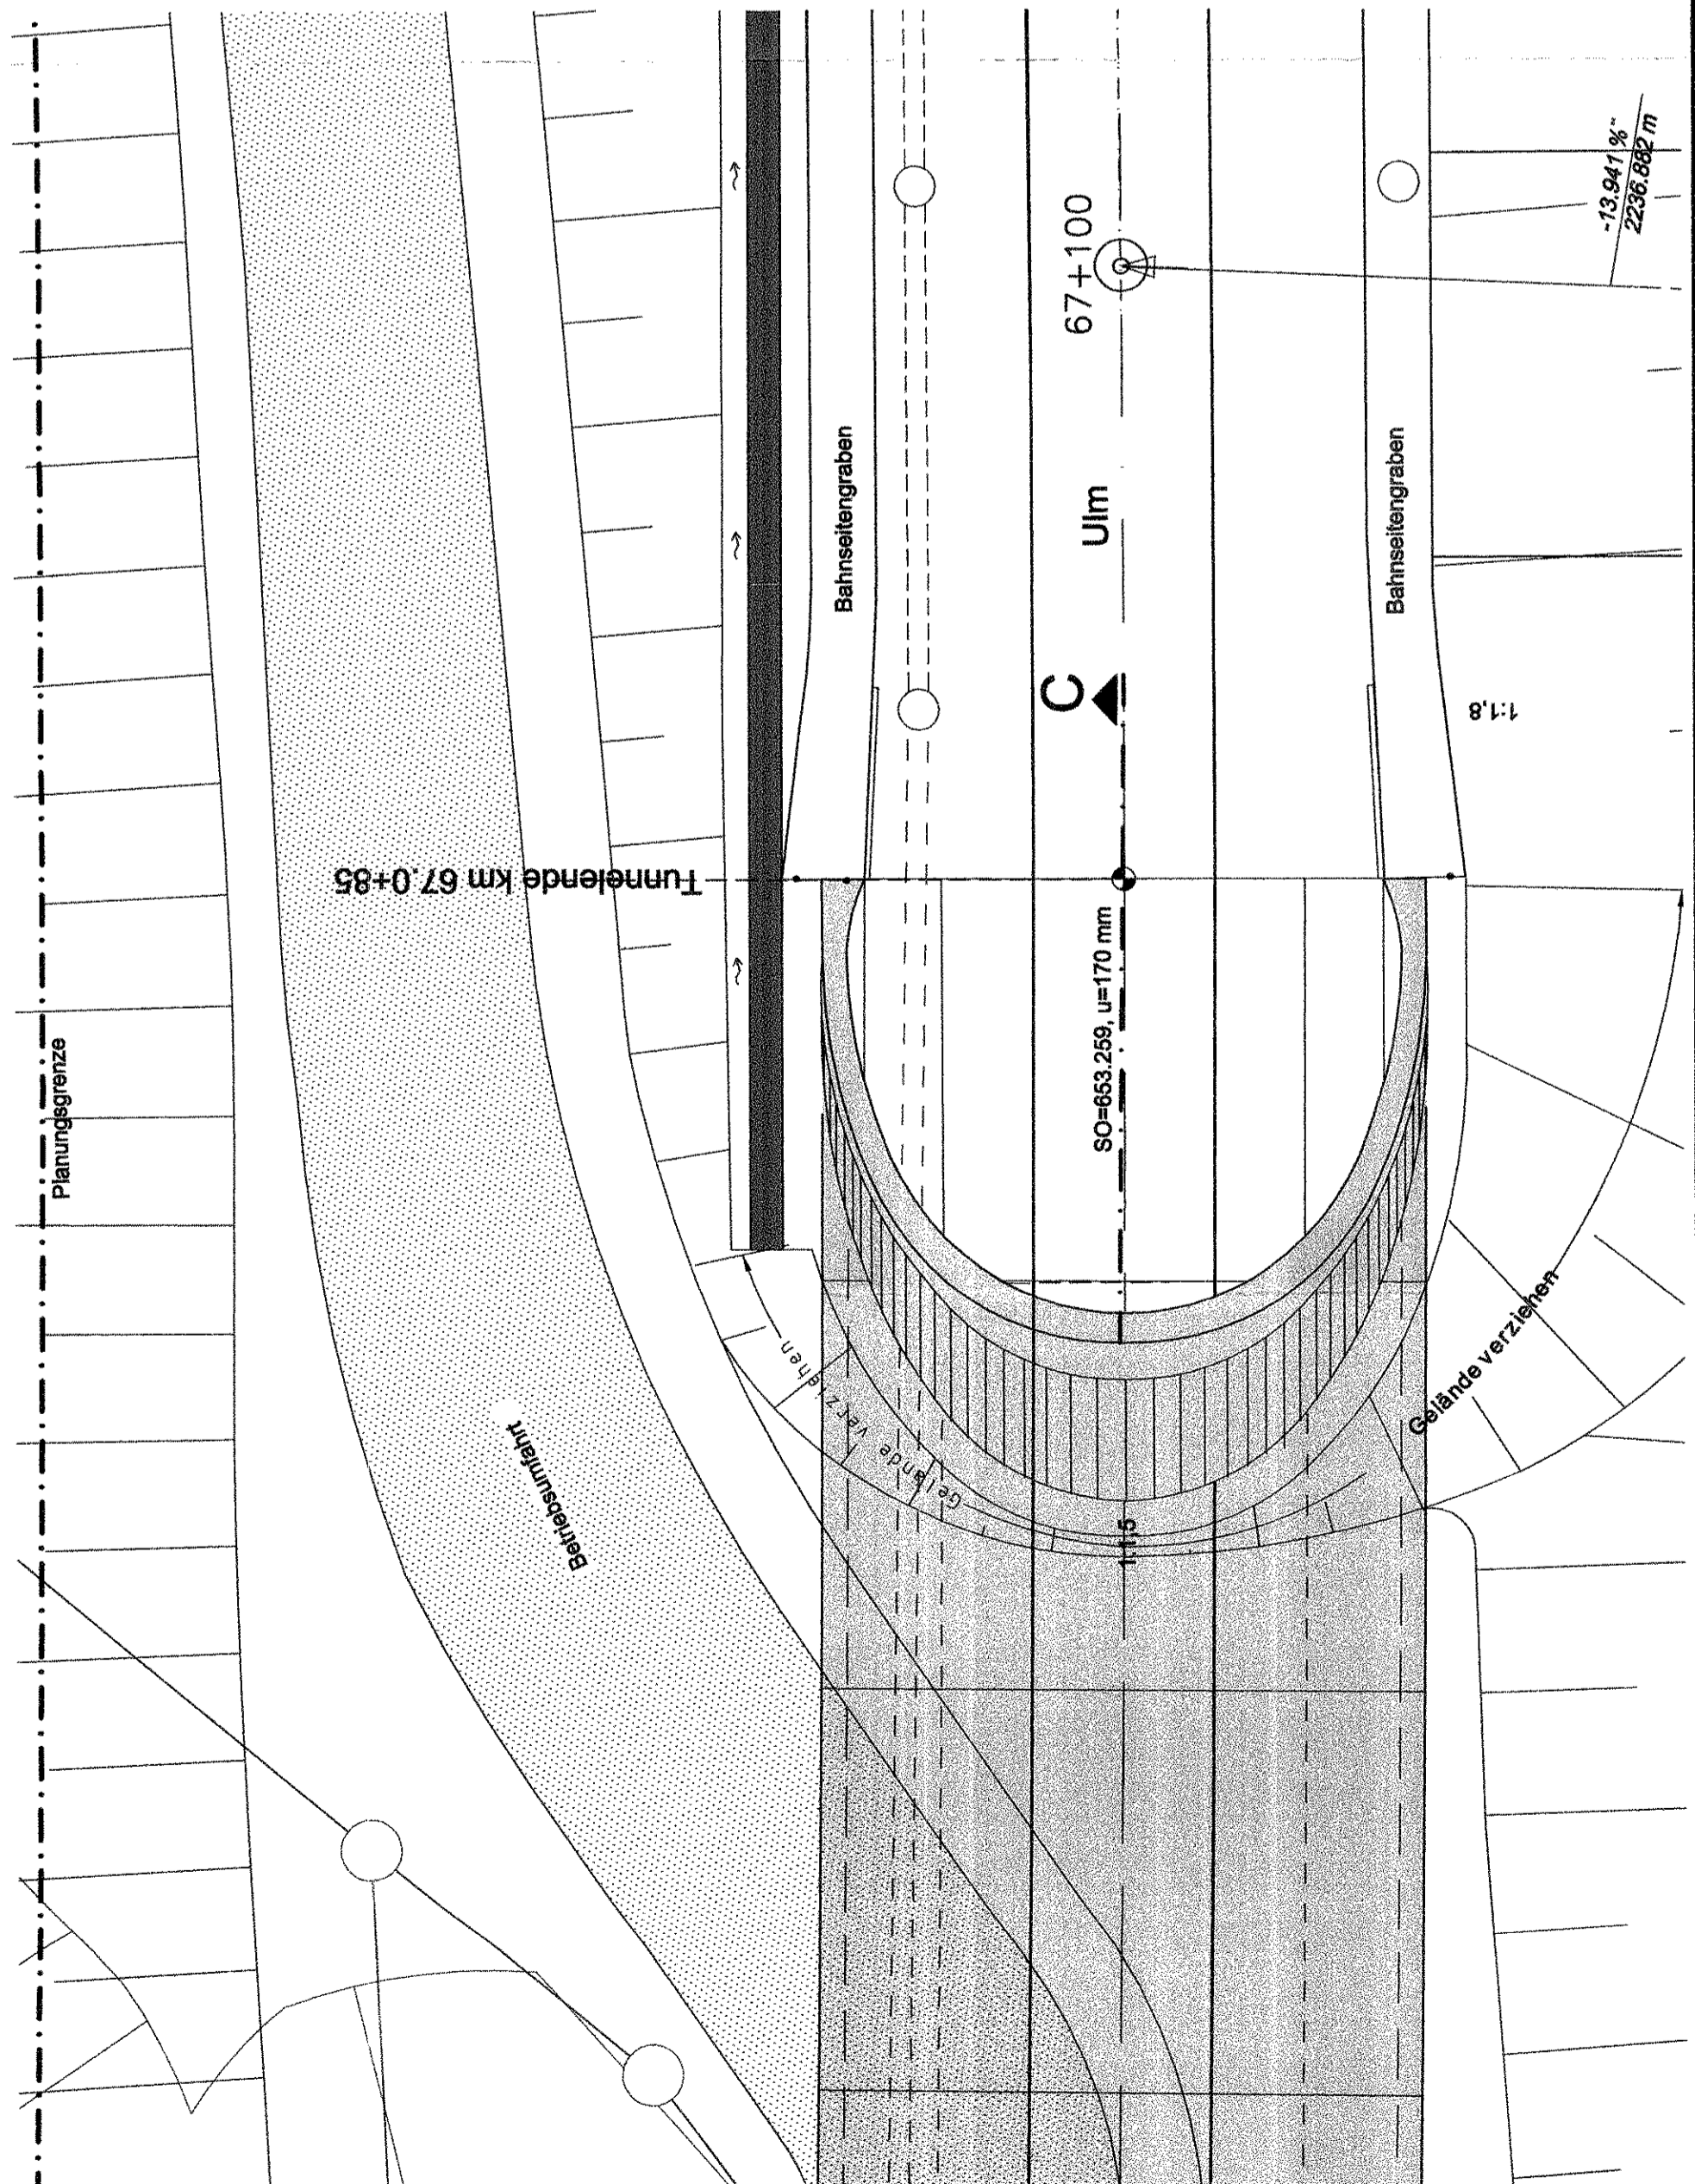 -13.941 %"
2236.882 m
67+100
Bahnseitengraben
Ulm
Bahnseitengraben
C
1:1,8
Tunnelende km 67.0+85
SO=653.259, u=170 mm
Planungsgrenze
Gelände verziehen
Gelände verziehen
Betriebsumfahrt
1:1,5